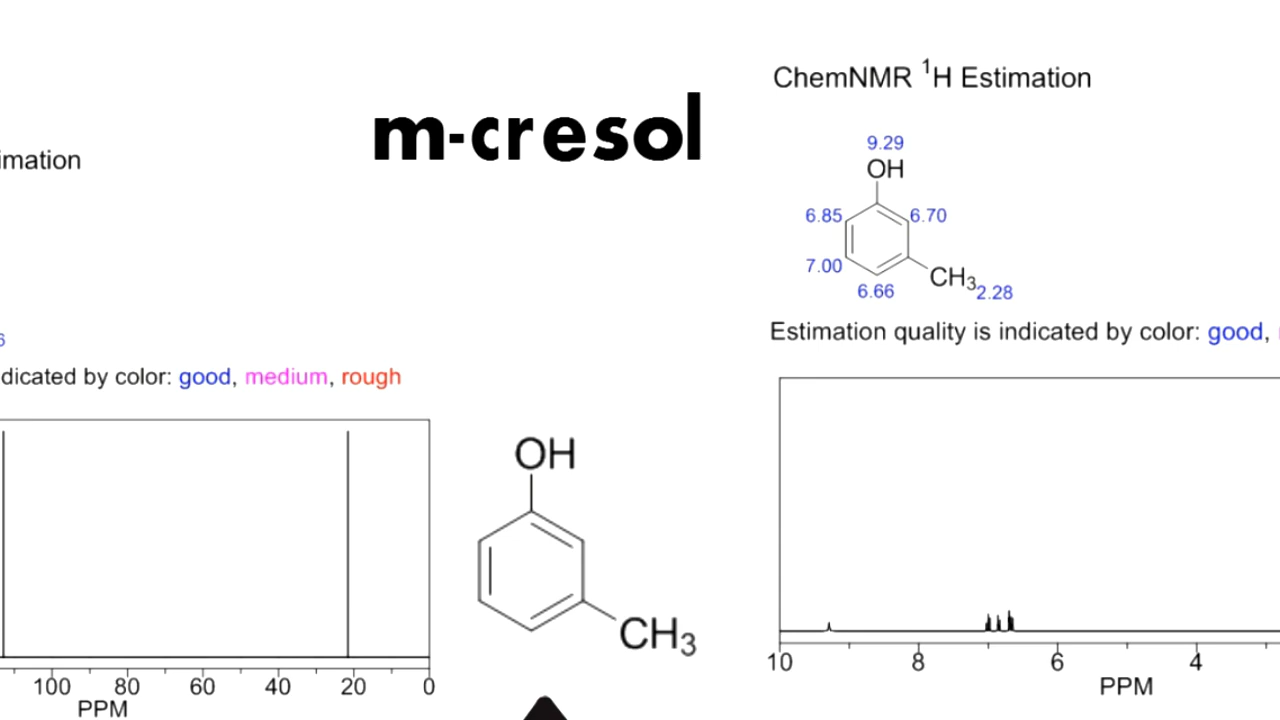 imation
6
dicated by color: good, medium, rough
100 80 60 40 20 0
PPM
m-cresol
OH
CH3
ChemNMR 1H Estimation
9.29
OH
6.85 6.70
7.00
CH3 2.28
6.66
Estimation quality is indicated by color: good,
10 8 6 4
PPM